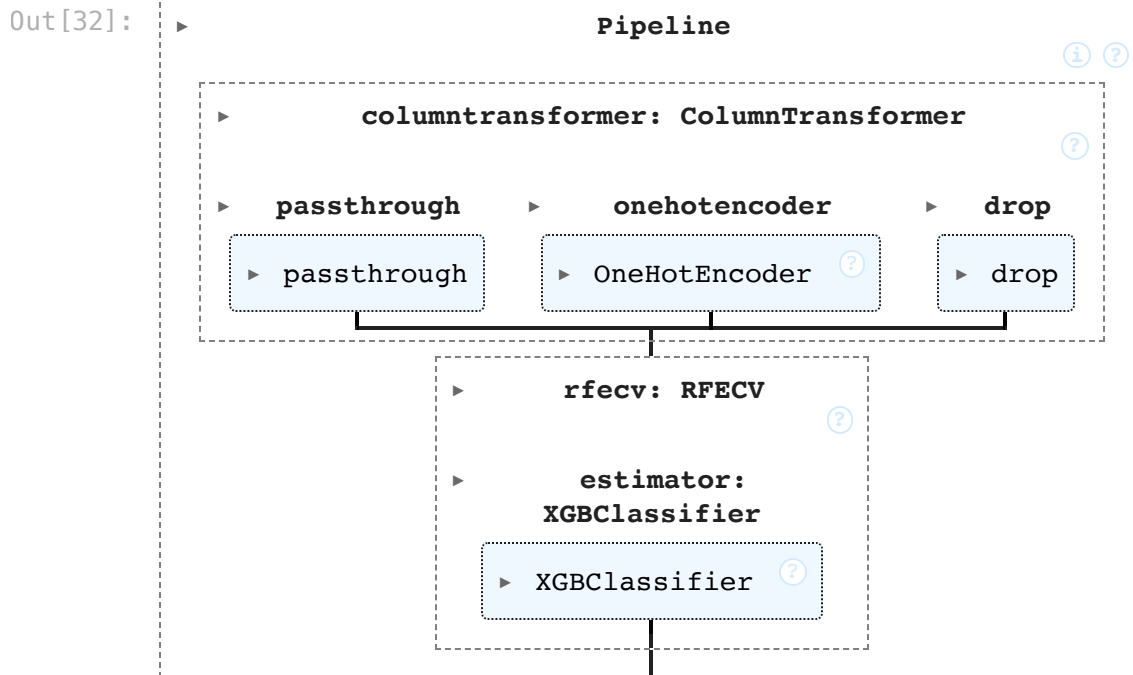 Out[32]:
▸ Pipeline
i ?
▸ columntransformer: ColumnTransformer
?
▸ passthrough ▸ onehotencoder ▸ drop
▸ passthrough ▸ OneHotEncoder ? ▸ drop
▸ rfecv: RFECV
?
▸ estimator:
XGBClassifier
▸ XGBClassifier ?